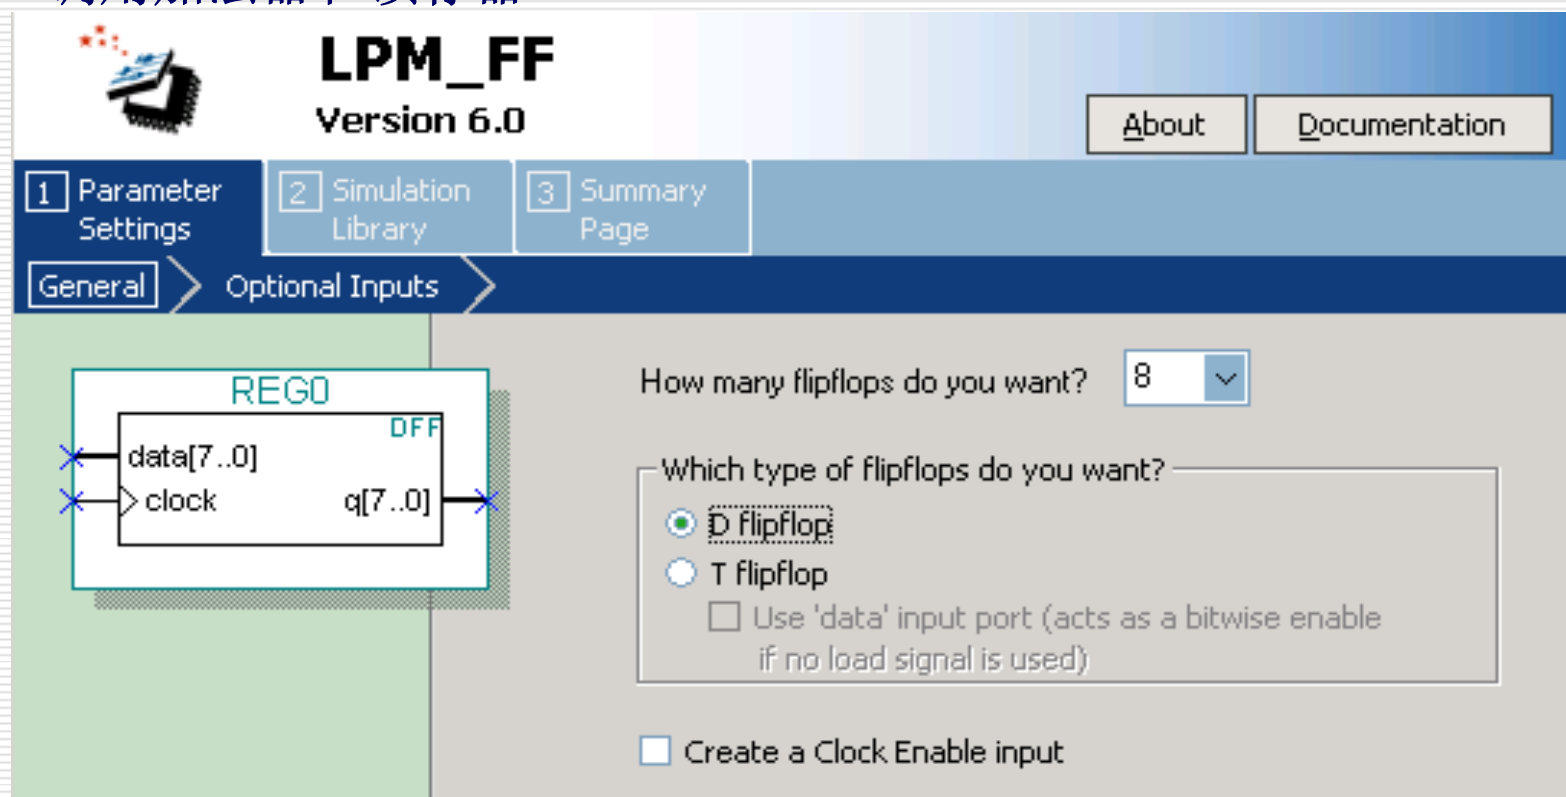 LPM_FF
Version 6.0
About
Documentation
1 Parameter Settings
2 Simulation Library
3 Summary Page
General
Optional Inputs
REG0
DFF
data[7..0]
clock
q[7..0]
How many flipflops do you want?
8
Which type of flipflops do you want?
D flipflop
T flipflop
Use 'data' input port (acts as a bitwise enable
if no load signal is used)
Create a Clock Enable input